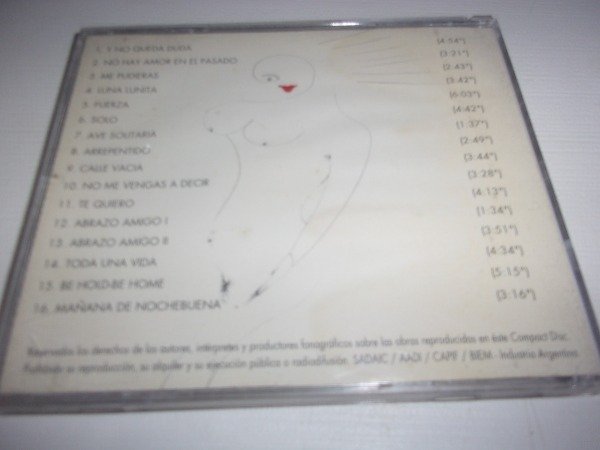 1. Y NO QUEDA DUDA (4:54")
2. NO HAY AMOR EN EL PASADO (3:21")
3. ME PUDIERAS (2:43")
4. LUNA LUNITA (3:42")
5. FUERZA (6:03")
6. SOLO (4:42")
7. AVE SOLITARIA (1:37")
8. ARREPENTIDO (2:49")
9. CALLE VACIA (3:44")
10. NO ME VENGAS A DECIR (3:28")
11. TE QUIERO (4:13")
12. ABRAZO AMIGO I (1:34")
13. ABRAZO AMIGO II (3:51")
14. TODA UNA VIDA (4:34")
15. BE HOLD-BE HOME (5:15")
16. MAÑANA DE NOCHEBUENA (3:16")
Reservados los derechos de los autores, intérpretes y productores fonográficos sobre las obras reproducidas en éste Compact Disc.
su reproducción, su alquiler y su ejecución pública o radiodifusión. SADAIC / AADI / CAPIF / BIEM - Industria Argentina